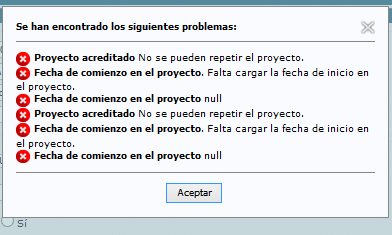 Se han encontrado los siguientes problemas:
Proyecto acreditado No se pueden repetir el proyecto.
Fecha de comienzo en el proyecto. Falta cargar la fecha de inicio en
el proyecto.
Fecha de comienzo en el proyecto null
Proyecto acreditado No se pueden repetir el proyecto.
Fecha de comienzo en el proyecto. Falta cargar la fecha de inicio en
el proyecto.
Fecha de comienzo en el proyecto null
Aceptar
Sí